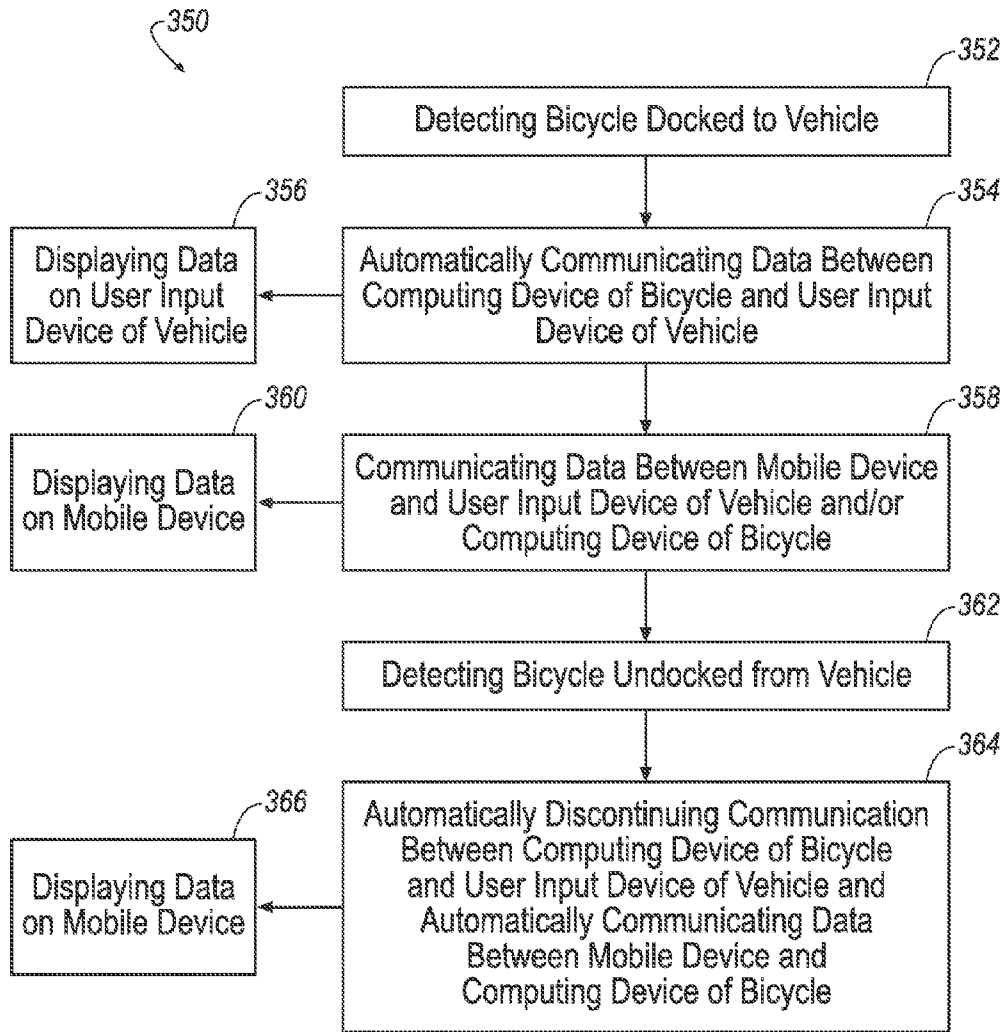 350
352
Detecting Bicycle Docked to Vehicle
354
Automatically Communicating Data Between
Computing Device of Bicycle and User Input
Device of Vehicle
356
Displaying Data
on User Input
Device of Vehicle
358
Communicating Data Between Mobile Device
and User Input Device of Vehicle and/or
Computing Device of Bicycle
360
Displaying Data
on Mobile Device
362
Detecting Bicycle Undocked from Vehicle
364
Automatically Discontinuing Communication
Between Computing Device of Bicycle
and User Input Device of Vehicle and
Automatically Communicating Data
Between Mobile Device and
Computing Device of Bicycle
366
Displaying Data
on Mobile Device